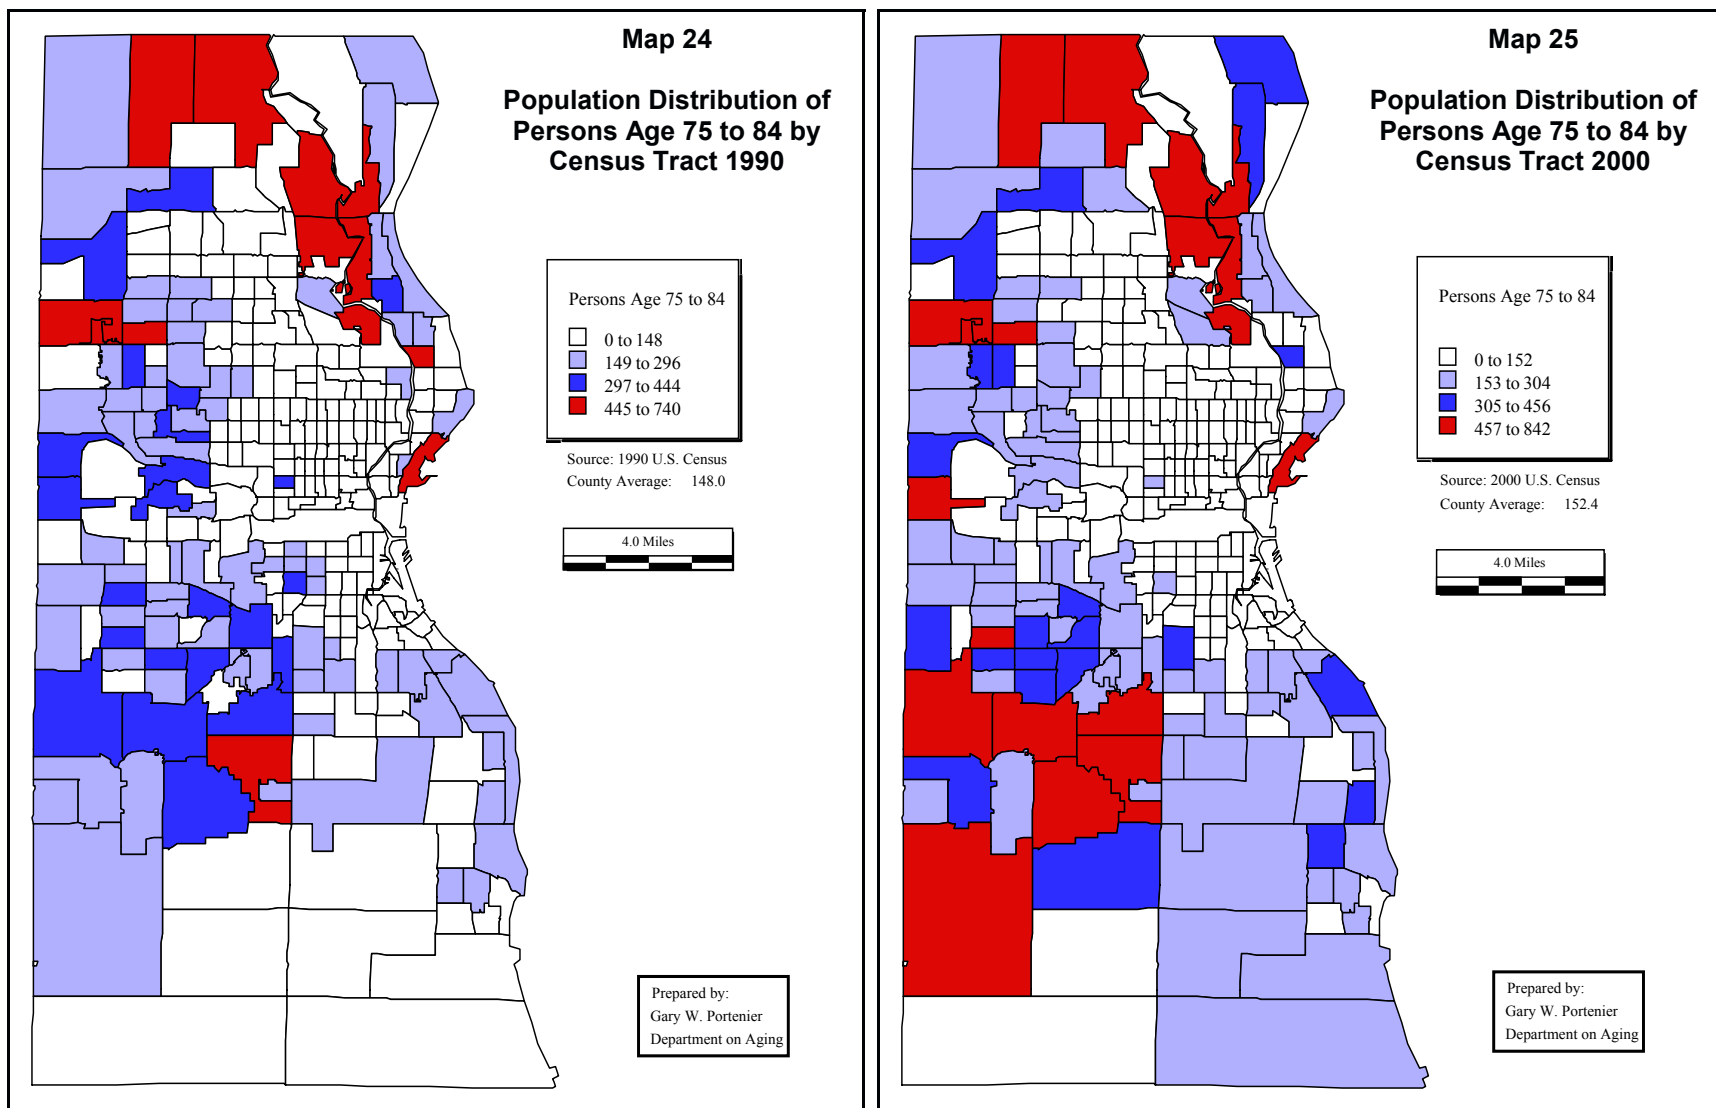 Map 24
Population Distribution of
Persons Age 75 to 84 by
Census Tract 1990
Persons Age 75 to 84
0 to 148
149 to 296
297 to 444
445 to 740
Source: 1990 U.S. Census
County Average: 148.0
4.0 Miles
Prepared by:
Gary W. Portenier
Department on Aging
Map 25
Population Distribution of
Persons Age 75 to 84 by
Census Tract 2000
Persons Age 75 to 84
0 to 152
153 to 304
305 to 456
457 to 842
Source: 2000 U.S. Census
County Average: 152.4
4.0 Miles
Prepared by:
Gary W. Portenier
Department on Aging